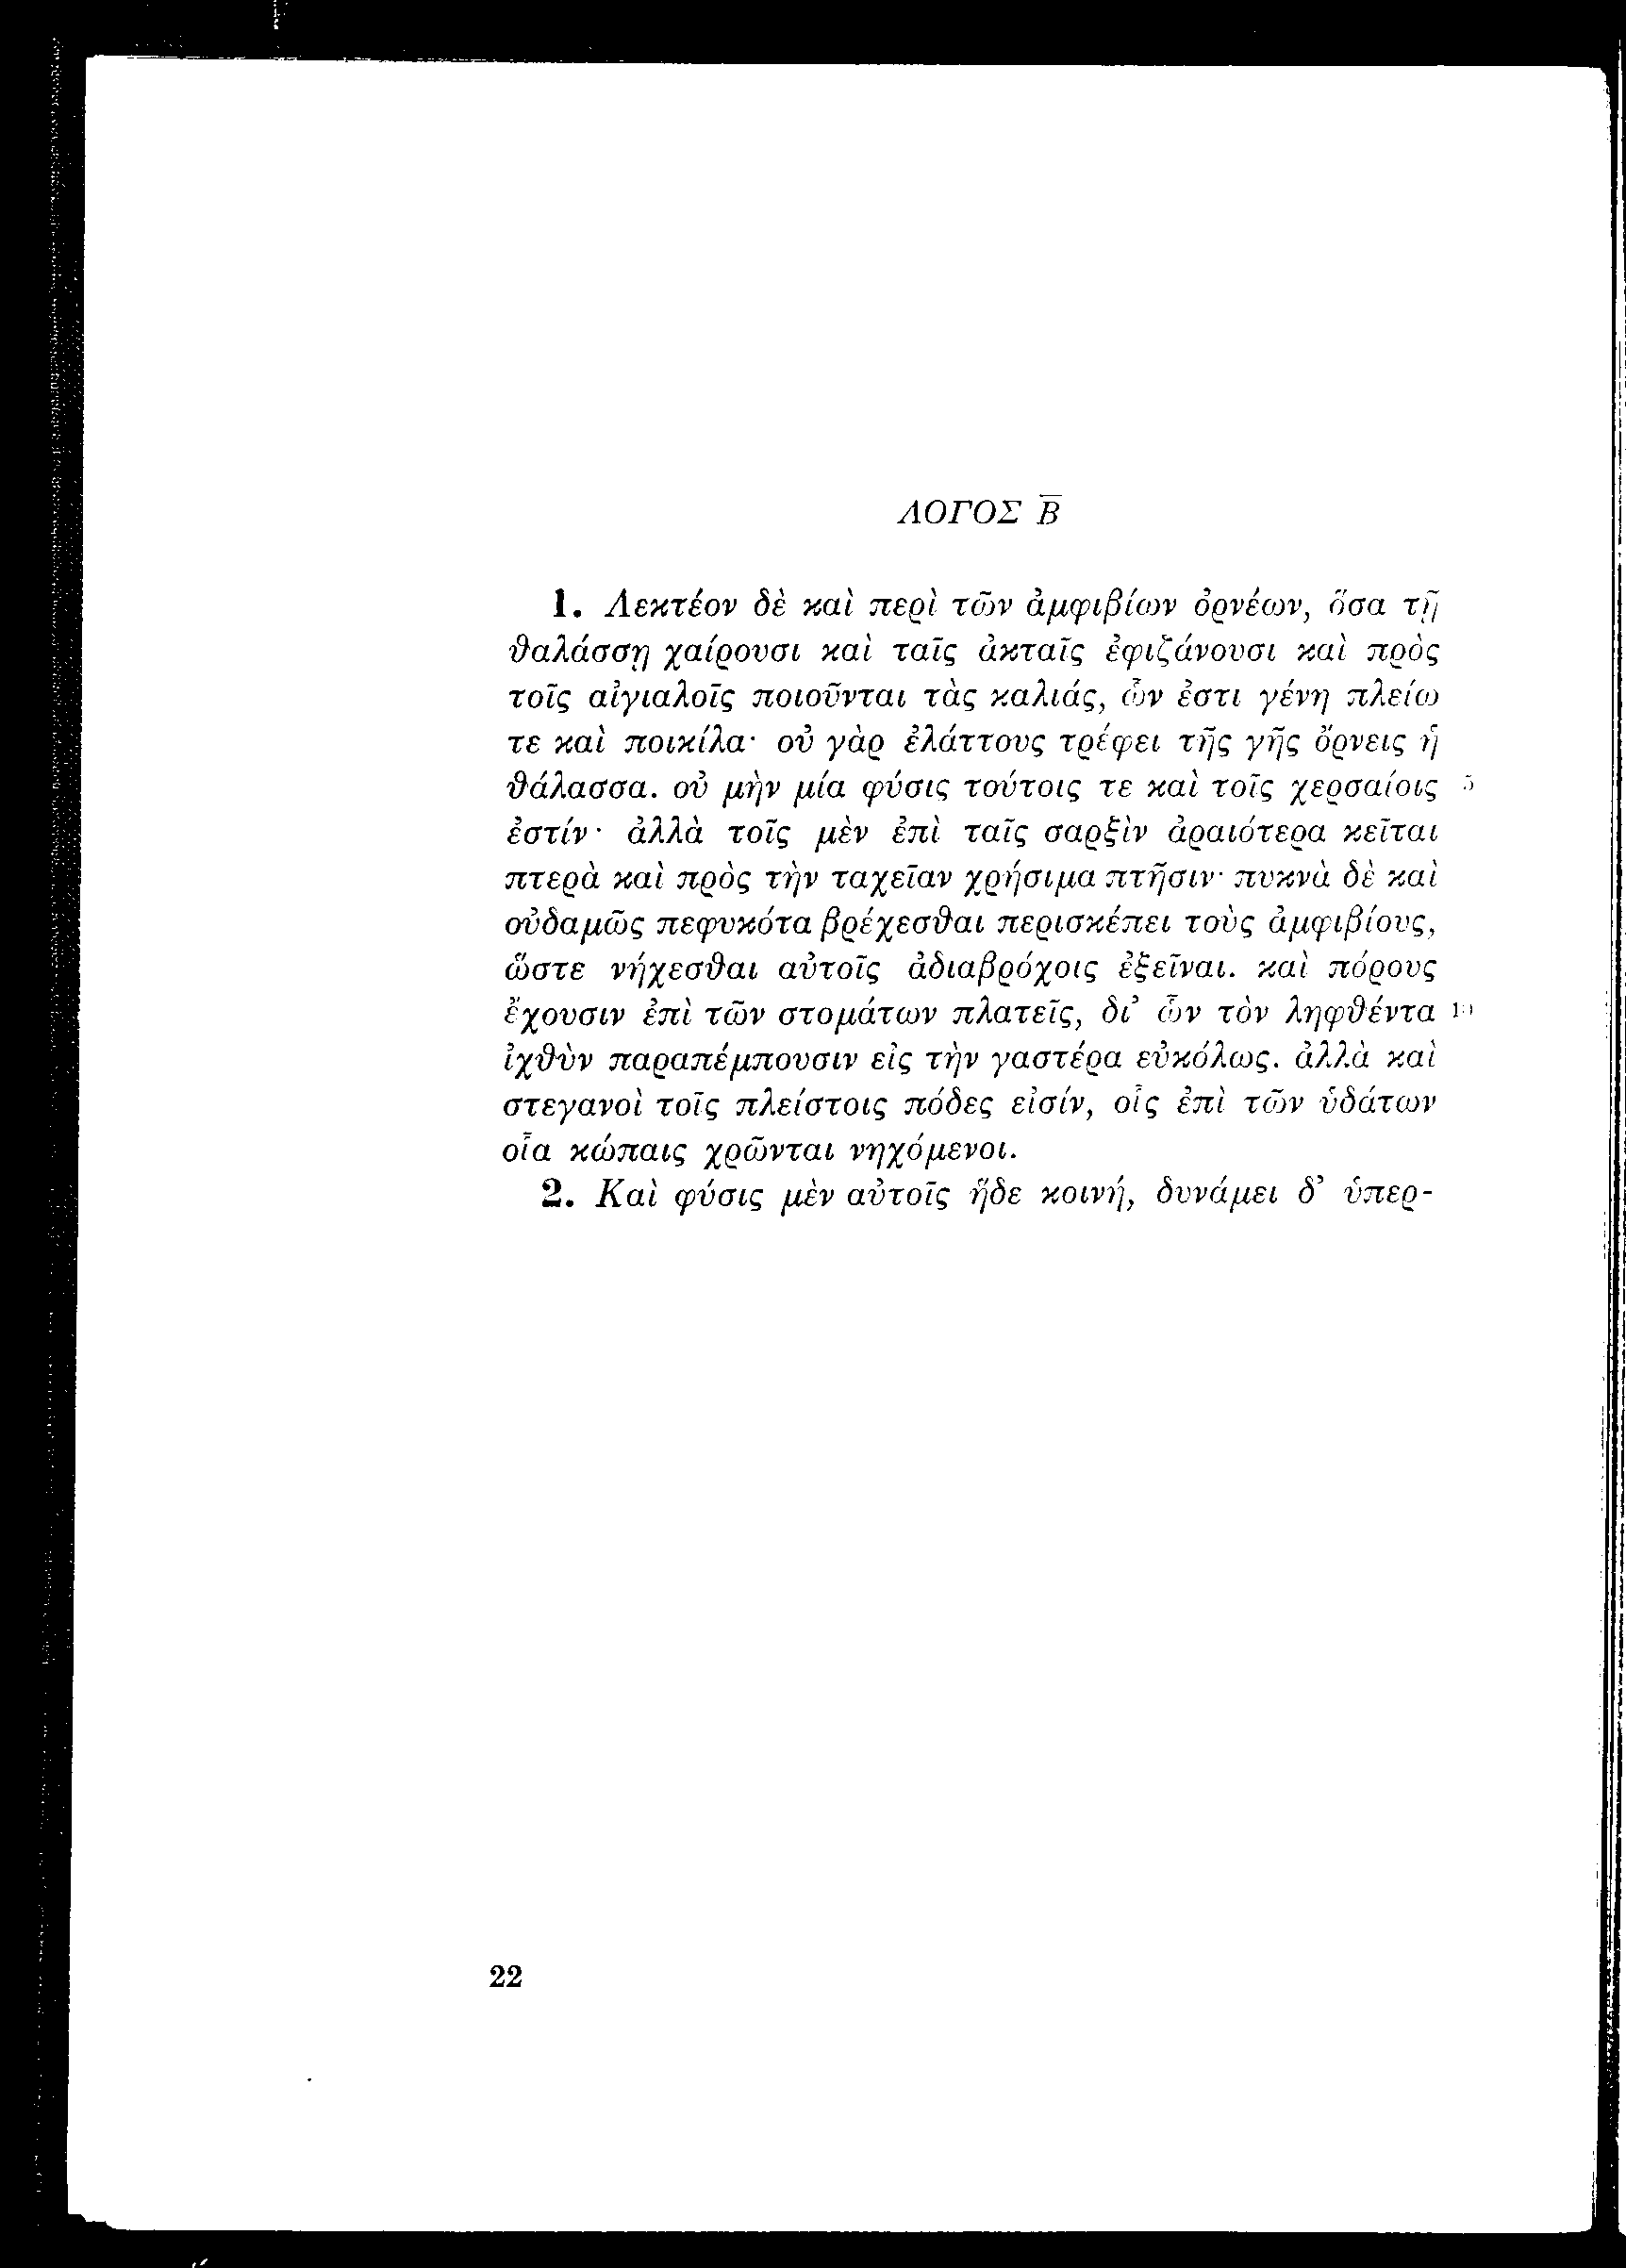 ΛΟΓΟΣ Β̅
1. Λεκτέον δὲ καὶ περὶ τῶν ἀμφιβίων ὀρνέων, ὅσα τῇ
θαλάσσῃ χαίρουσι καὶ ταῖς ἀκταῖς ἐφιζάνουσι καὶ πρὸς
τοῖς αἰγιαλοῖς ποιοῦνται τὰς καλιάς, ὧν ἐστι γένη πλείω
τε καὶ ποικίλα· οὐ γὰρ ἐλάττους τρέφει τῆς γῆς ὄρνεις ἡ
θάλασσα. οὐ μὴν μία φύσις τούτοις τε καὶ τοῖς χερσαίοις 5
ἐστίν· ἀλλὰ τοῖς μὲν ἐπὶ ταῖς σαρξὶν ἀραιότερα κεῖται
πτερὰ καὶ πρὸς τὴν ταχεῖαν χρήσιμα πτῆσιν· πυκνὰ δὲ καὶ
οὐδαμῶς πεφυκότα βρέχεσθαι περισκέπει τοὺς ἀμφιβίους,
ὥστε νήχεσθαι αὐτοῖς ἀδιαβρόχοις ἐξεῖναι. καὶ πόρους
ἔχουσιν ἐπὶ τῶν στομάτων πλατεῖς, δι’ ὧν τὸν ληφθέντα 10
ἰχθὺν παραπέμπουσιν εἰς τὴν γαστέρα εὐκόλως. ἀλλὰ καὶ
στεγανοὶ τοῖς πλείστοις πόδες εἰσίν, οἷς ἐπὶ τῶν ὑδάτων
οἷα κώπαις χρῶνται νηχόμενοι.
2. Καὶ φύσις μὲν αὐτοῖς ἥδε κοινή, δυνάμει δ’ ὑπερ-
22